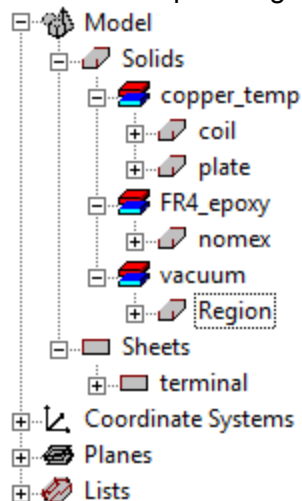 Model
Solids
copper_temp
coil
plate
FR4_epoxy
nomex
vacuum
Region
Sheets
terminal
Coordinate Systems
Planes
Lists